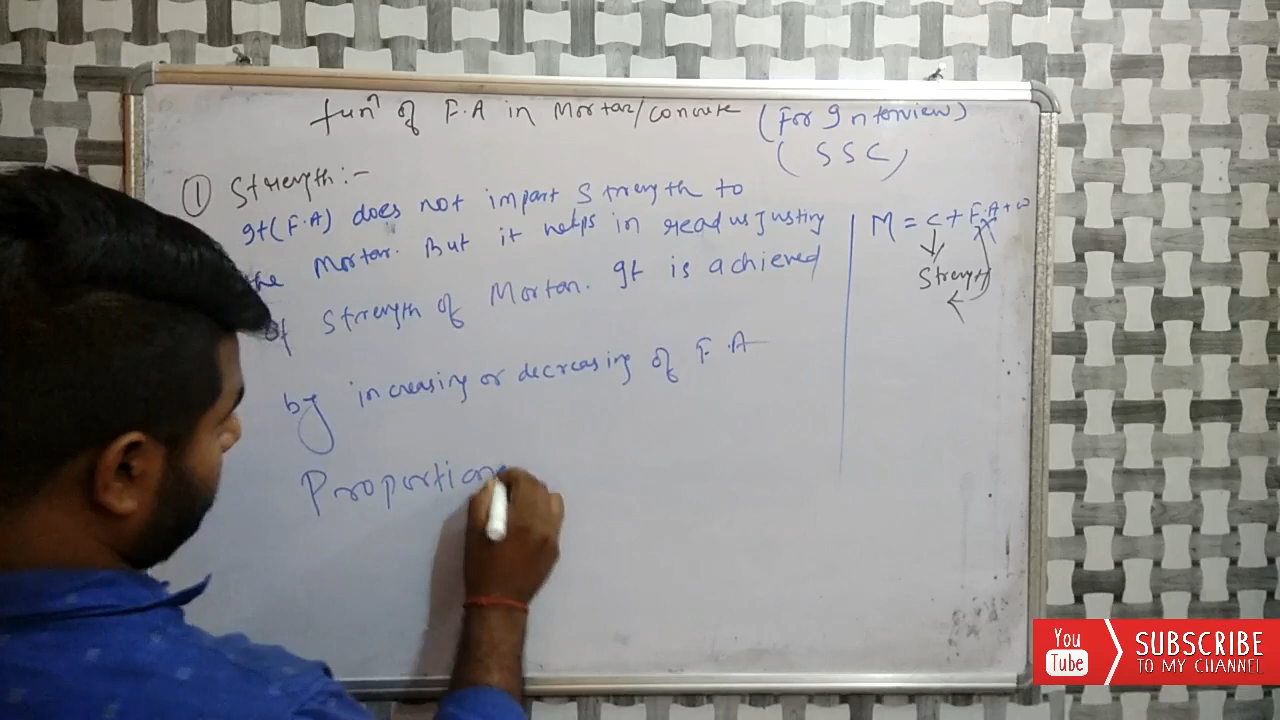 funⁿ of F.A in Mortar/concrete (For Interview)
(SSC)
① Strength:-
It(F.A) does not impart Strength to
the Mortar. But it helps in readusjusting
of Strength of Mortar. It is achieved
by increasing or decreasing of F.A
Proportion
M = C + F.A + w
Strength
You Tube
SUBSCRIBE
TO MY CHANNEL